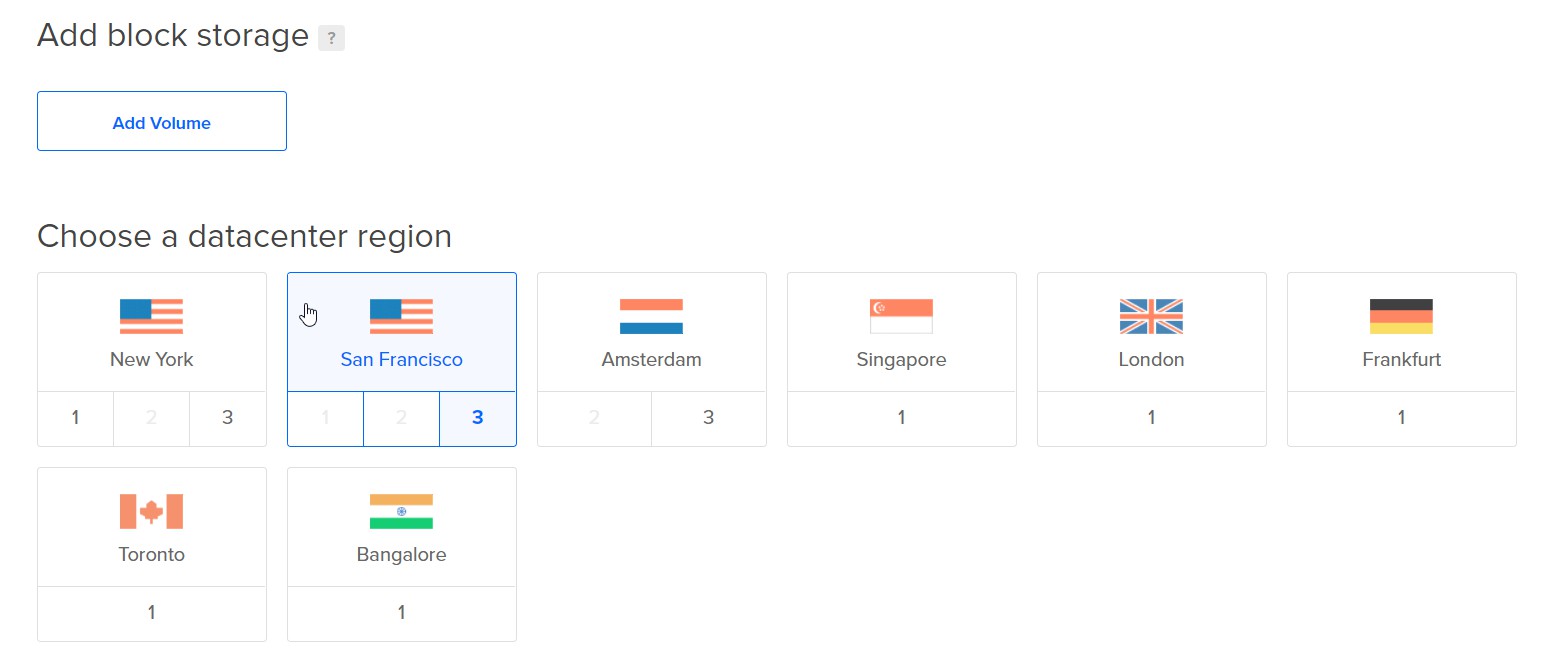 Add block storage ?
Add Volume
Choose a datacenter region
New York San Francisco Amsterdam Singapore London Frankfurt
1 2 3 1 2 3 2 3 1 1 1
Toronto Bangalore
1 1